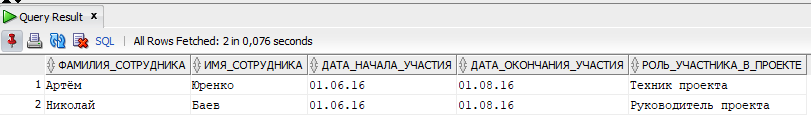 Query Result x
SQL | All Rows Fetched: 2 in 0,076 seconds
ФАМИЛИЯ_СОТРУДНИКА ИМЯ_СОТРУДНИКА ДАТА_НАЧАЛА_УЧАСТИЯ ДАТА_ОКОНЧАНИЯ_УЧАСТИЯ РОЛЬ_УЧАСТНИКА_В_ПРОЕКТЕ
1 Артём Юренко 01.06.16 01.08.16 Техник проекта
2 Николай Баев 01.06.16 01.08.16 Руководитель проекта